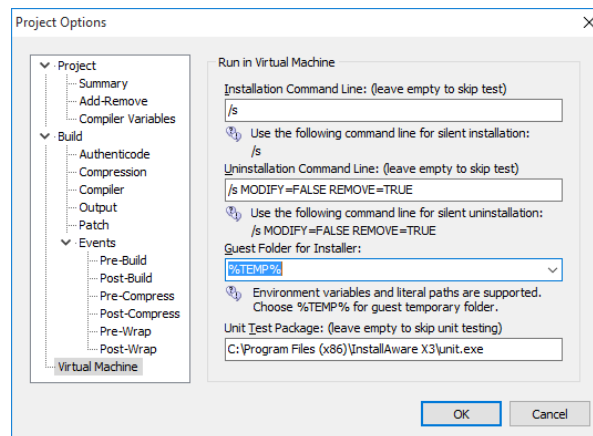 Project Options
Project
Summary
Add-Remove
Compiler Variables
Build
Authenticode
Compression
Compiler
Output
Patch
Events
Pre-Build
Post-Build
Pre-Compress
Post-Compress
Pre-Wrap
Post-Wrap
Virtual Machine
Run in Virtual Machine
Installation Command Line: (leave empty to skip test)
/s
Use the following command line for silent installation:
/s
Uninstallation Command Line: (leave empty to skip test)
/s MODIFY=FALSE REMOVE=TRUE
Use the following command line for silent uninstallation:
/s MODIFY=FALSE REMOVE=TRUE
Guest Folder for Installer:
%TEMP%
Environment variables and literal paths are supported.
Choose %TEMP% for guest temporary folder.
Unit Test Package: (leave empty to skip unit testing)
C:\Program Files (x86)\InstallAware X3\unit.exe
OK
Cancel